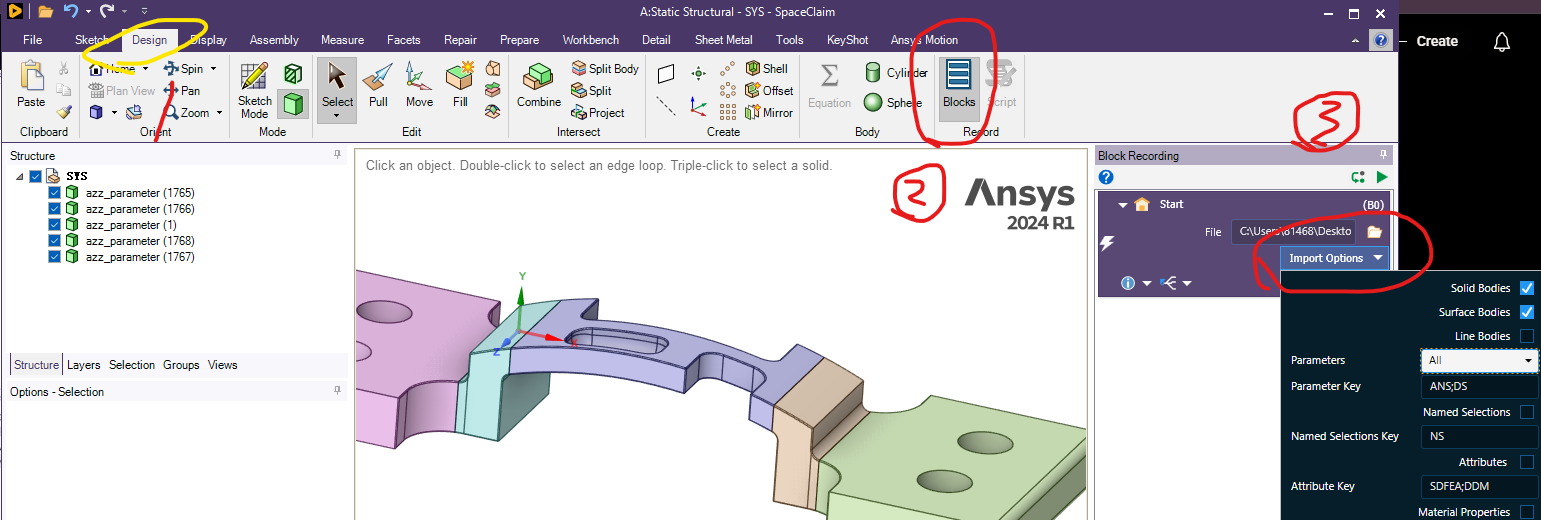 A:Static Structural - SYS - SpaceClaim
File Sketch Design Display Assembly Measure Facets Repair Prepare Workbench Detail Sheet Metal Tools KeyShot Ansys Motion
Create
Home Spin
Plan View Pan
Zoom
Paste
Sketch Mode
Select Pull Move Fill
Combine
Split Body
Split
Project
Shell
Offset
Mirror
Equation
Cylinder
Sphere
Blocks Script
Clipboard Orient Mode Edit Intersect Create Body Record
1
2
3
Structure
SYS
azz_parameter (1765)
azz_parameter (1766)
azz_parameter (1)
azz_parameter (1768)
azz_parameter (1767)
Structure Layers Selection Groups Views
Options - Selection
Click an object. Double-click to select an edge loop. Triple-click to select a solid.
Ansys
2024 R1
Y
Z
X
Block Recording
Start (B0)
File C:\Users\61468\Deskto
Import Options
Solid Bodies
Surface Bodies
Line Bodies
Parameters All
Parameter Key ANS;DS
Named Selections
Named Selections Key NS
Attributes
Attribute Key SDFEA;DDM
Material Properties